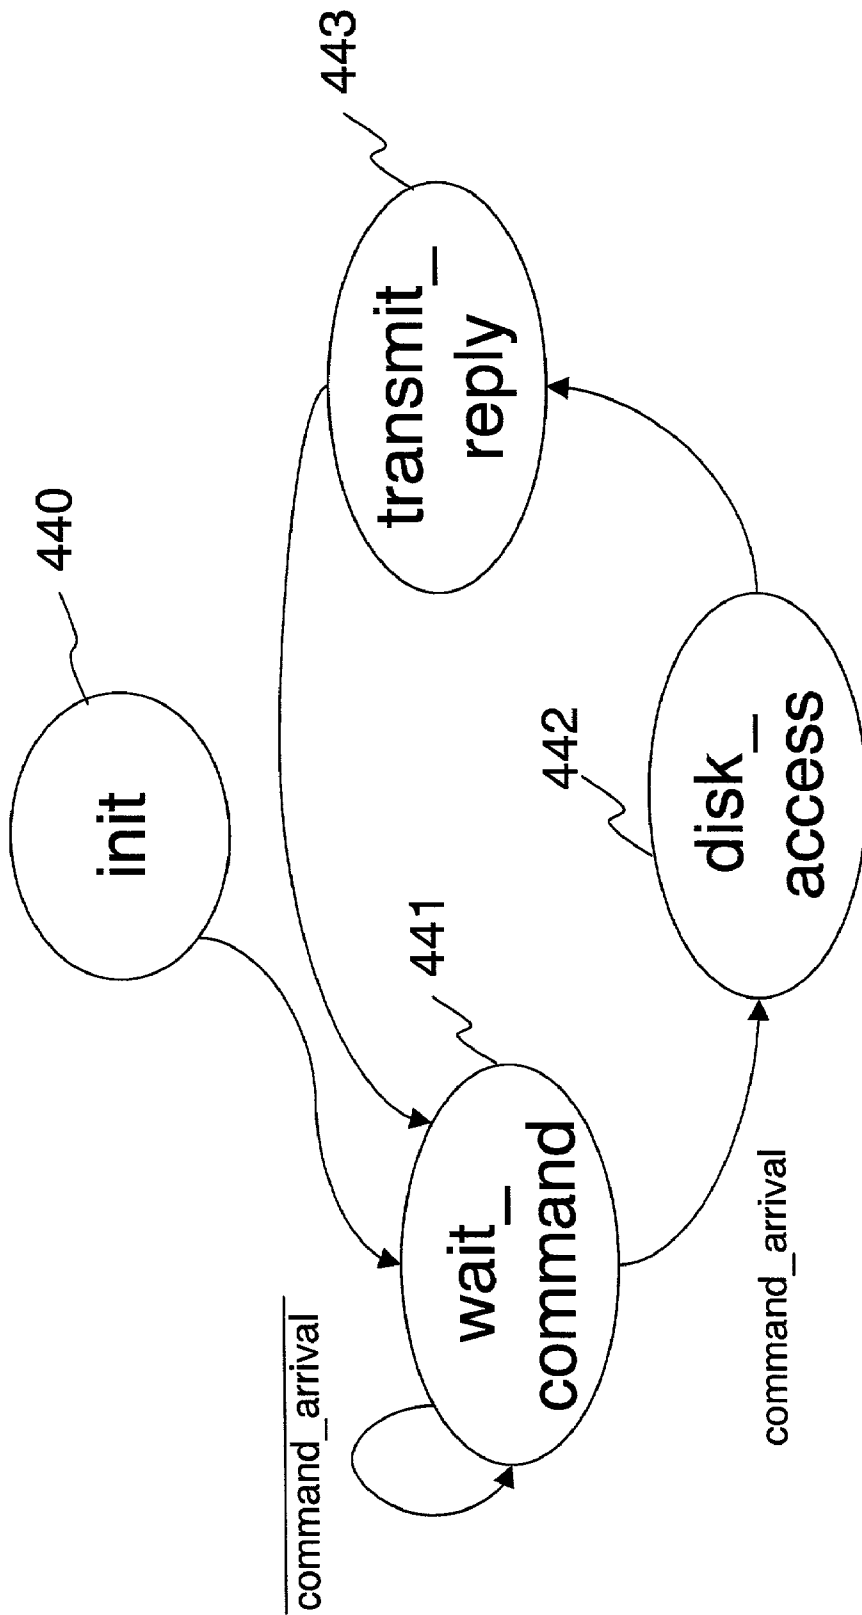 440
init
443
transmit_
reply
441
wait_
command
442
disk_
access
command_arrival
command_arrival